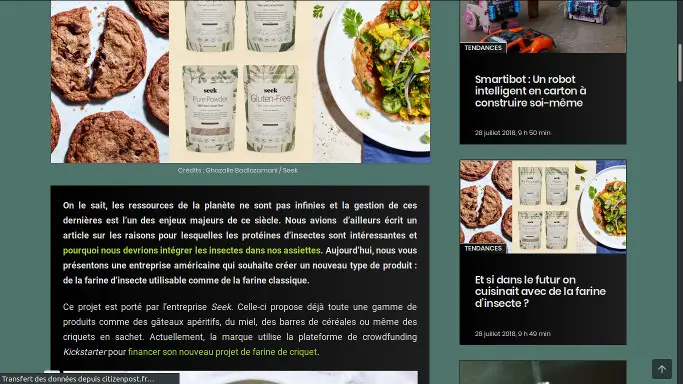 seek
seek
Pure Powder
seek
Gluten-Free
Crédits : Ghazalle Badiozamani / Seek
On le sait, les ressources de la planète ne sont pas infinies et la gestion de ces
dernières est l'un des enjeux majeurs de ce siècle. Nous avions d'ailleurs écrit un
article sur les raisons pour lesquelles les protéines d'insectes sont intéressantes et
pourquoi nous devrions intégrer les insectes dans nos assiettes. Aujourd'hui, nous vous
présentons une entreprise américaine qui souhaite créer un nouveau type de produit :
de la farine d'insecte utilisable comme de la farine classique.
Ce projet est porté par l'entreprise Seek. Celle-ci propose déjà toute une gamme de
produits comme des gâteaux apéritifs, du miel, des barres de céréales ou même des
criquets en sachet. Actuellement, la marque utilise la plateforme de crowdfunding
Kickstarter pour financer son nouveau projet de farine de criquet.
Transfert des données depuis citizenpost.fr...
TENDANCES
Smartibot : Un robot
intelligent en carton à
construire soi-même
28 juillet 2018, 9 h 50 min
TENDANCES
Et si dans le futur on
cuisinait avec de la farine
d'insecte ?
28 juillet 2018, 9 h 49 min